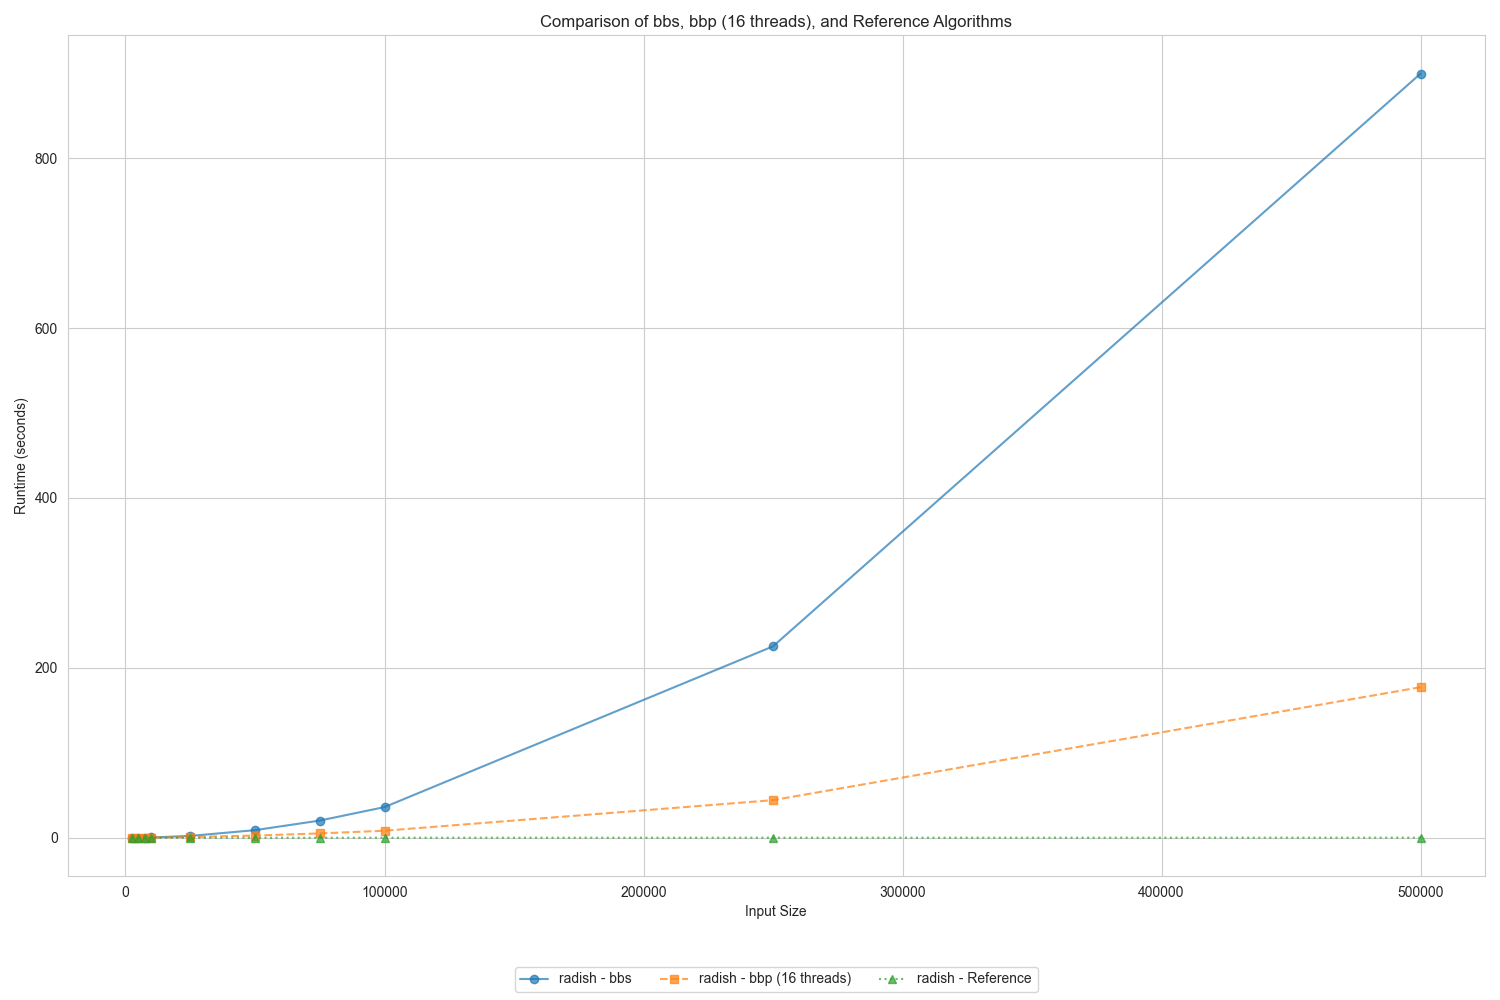 Comparison of bbs, bbp (16 threads), and Reference Algorithms
Runtime (seconds)
800
600
400
200
0
0 100000 200000 300000 400000 500000
Input Size
radish - bbs radish - bbp (16 threads) radish - Reference